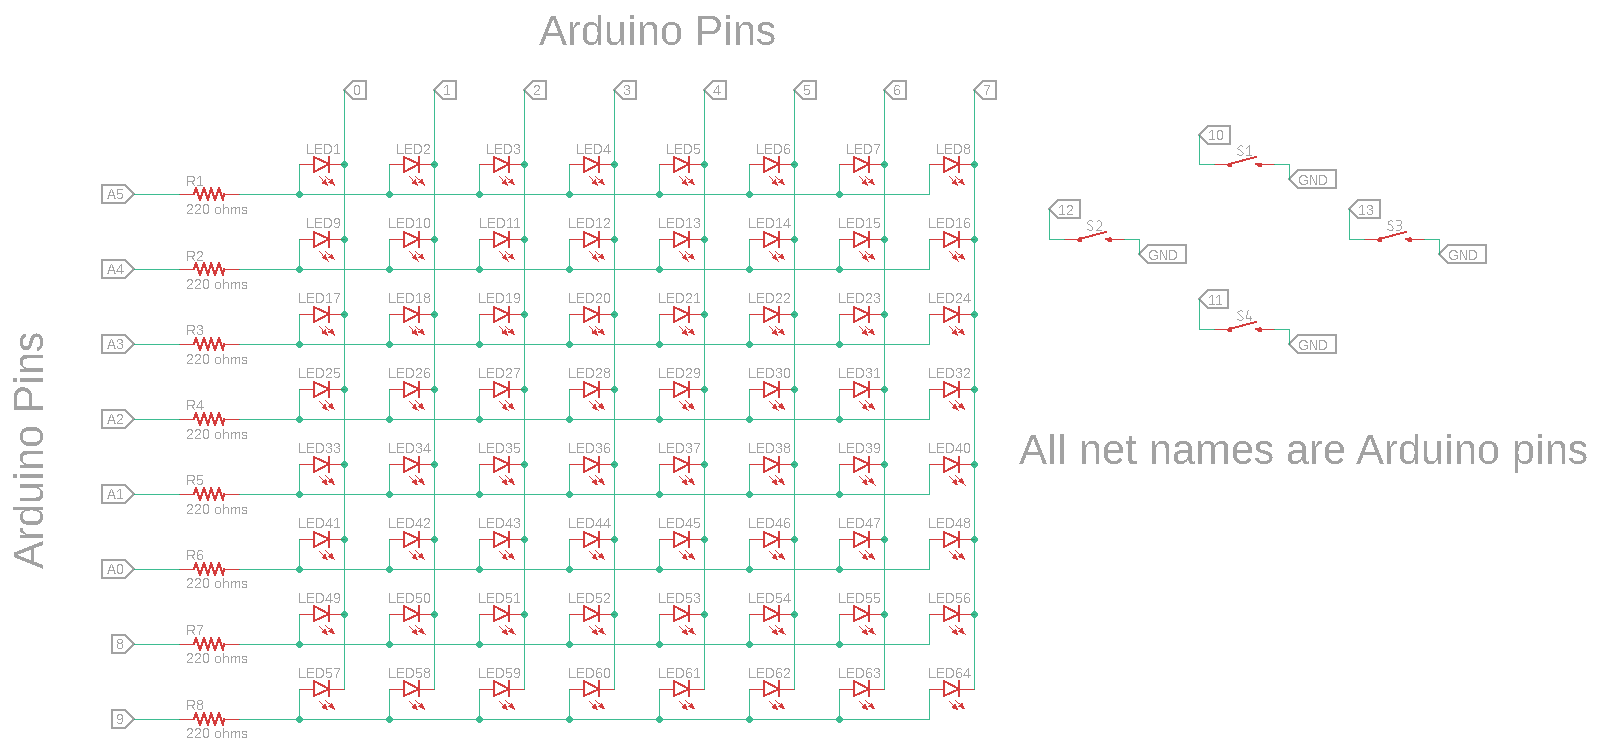 Arduino Pins
0 1 2 3 4 5 6 7
LED1 LED2 LED3 LED4 LED5 LED6 LED7 LED8
R1
A5
220 ohms
LED9 LED10 LED11 LED12 LED13 LED14 LED15 LED16
R2
A4
220 ohms
LED17 LED18 LED19 LED20 LED21 LED22 LED23 LED24
R3
A3
220 ohms
LED25 LED26 LED27 LED28 LED29 LED30 LED31 LED32
R4
A2
220 ohms
LED33 LED34 LED35 LED36 LED37 LED38 LED39 LED40
R5
A1
220 ohms
LED41 LED42 LED43 LED44 LED45 LED46 LED47 LED48
R6
A0
220 ohms
LED49 LED50 LED51 LED52 LED53 LED54 LED55 LED56
R7
8
220 ohms
LED57 LED58 LED59 LED60 LED61 LED62 LED63 LED64
R8
9
220 ohms
Arduino Pins
10
S1
GND
12
S2
GND
13
S3
GND
11
S4
GND
All net names are Arduino pins